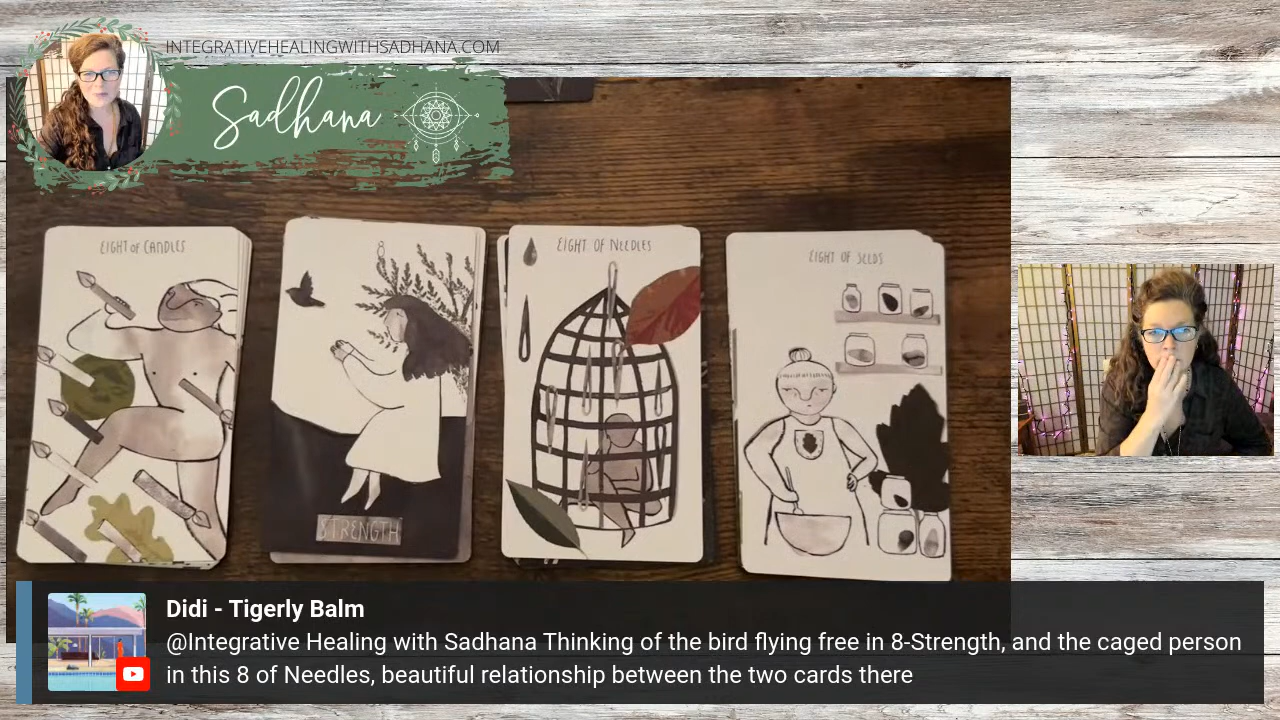 INTEGRATIVEHEALINGWITHSADHANA.COM
Sadhana
EIGHT OF CANDLES
STRENGTH
EIGHT OF NEEDLES
EIGHT OF SEEDS
Didi - Tigerly Balm
@Integrative Healing with Sadhana Thinking of the bird flying free in 8-Strength, and the caged person
in this 8 of Needles, beautiful relationship between the two cards there